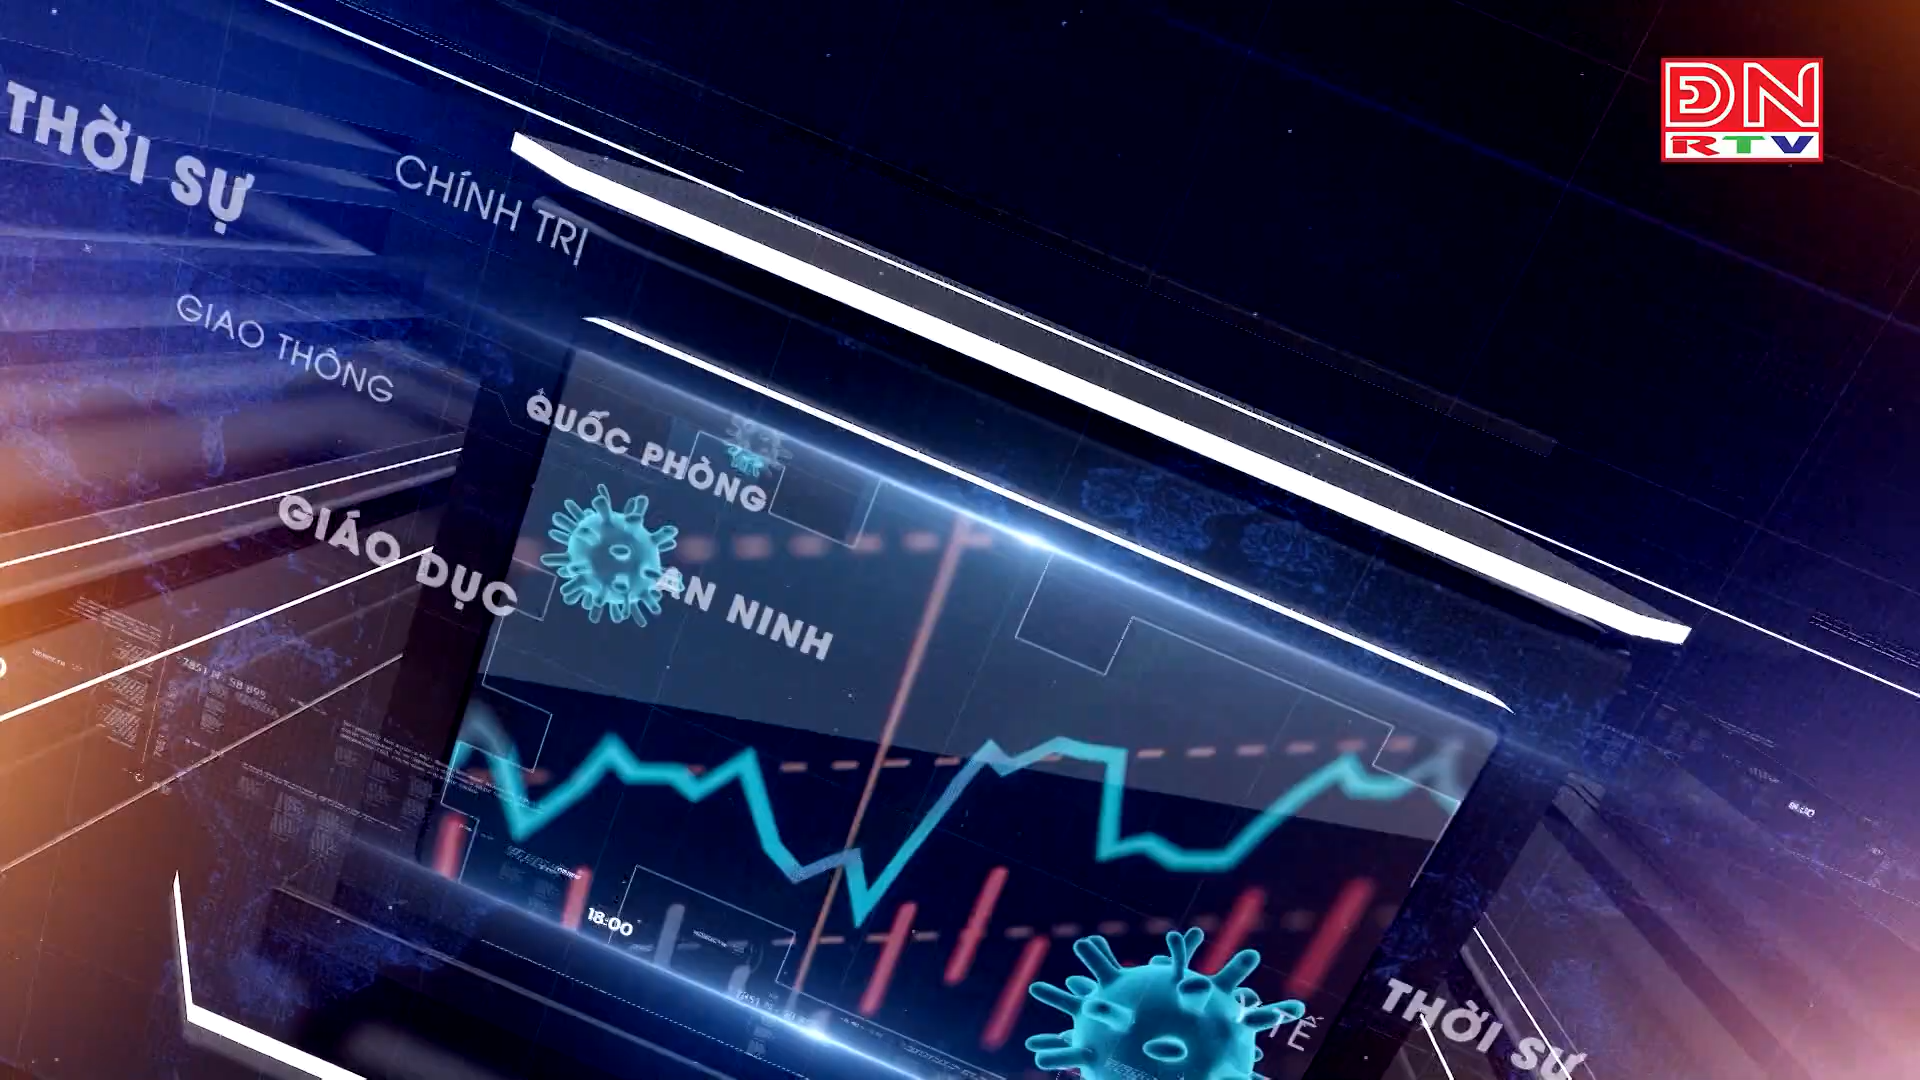 ĐN
RTV
THỜI SỰ
CHÍNH TRỊ
GIAO THÔNG
QUỐC PHÒNG
GIÁO DỤC
AN NINH
18:00
Y TẾ
THỜI SỰ